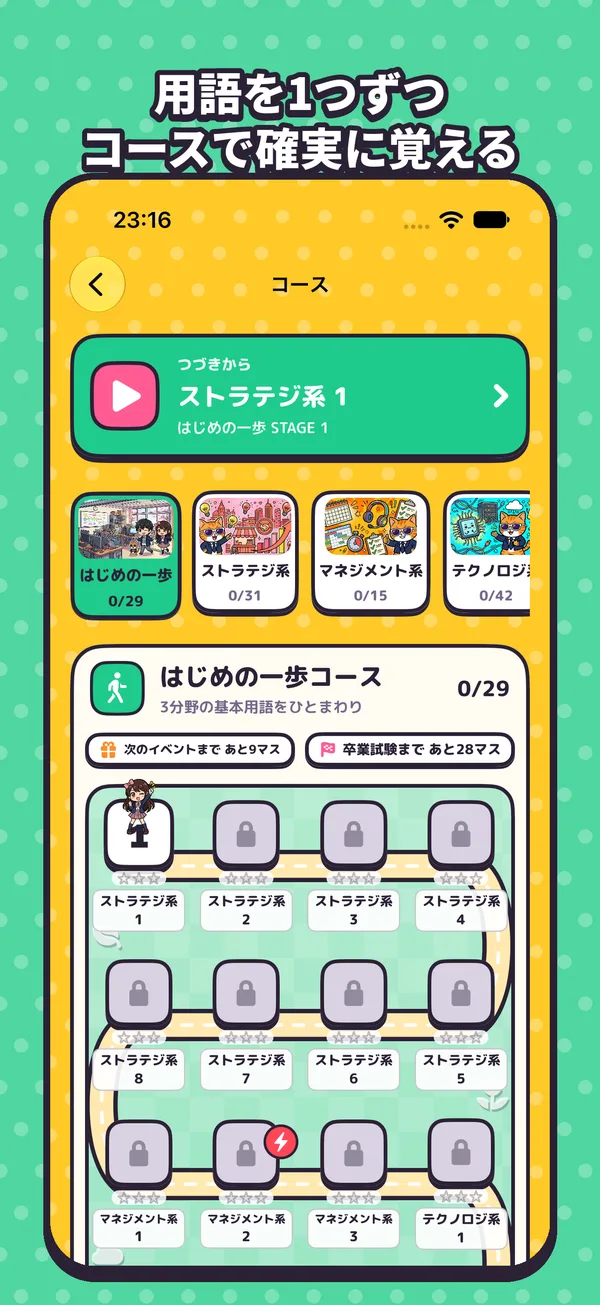 用語を1つずつ
コースで確実に覚える
23:16
コース
つづきから
ストラテジ系 1
はじめの一歩 STAGE 1
はじめの一歩
0/29
ストラテジ系
0/31
マネジメント系
0/15
テクノロジ系
0/42
はじめの一歩コース
0/29
3分野の基本用語をひとまわり
次のイベントまで あと9マス
卒業試験まで あと28マス
1
ストラテジ系
1
ストラテジ系
2
ストラテジ系
3
ストラテジ系
4
ストラテジ系
8
ストラテジ系
7
ストラテジ系
6
ストラテジ系
5
マネジメント系
1
マネジメント系
2
マネジメント系
3
テクノロジ系
1